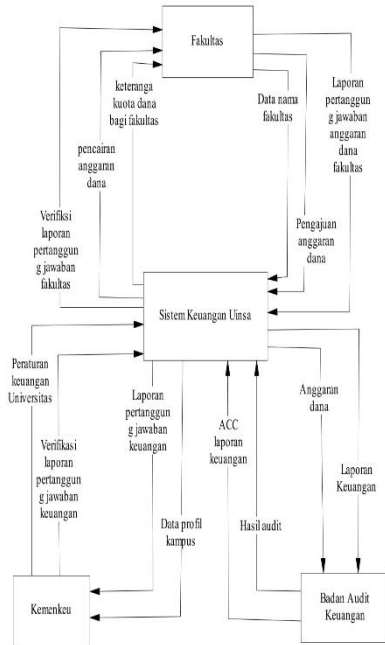 Fakultas
keteranga
kuota dana
bagi fakultas
Data nama
fakultas
Laporan
pertanggun
g jawaban
anggaran
dana
fakultas
pencairan
anggaran
dana
Verifiksi
laporan
pertanggun
g jawaban
fakultas
Pengajuan
anggaran
dana
Sistem Keuangan Uinsa
Peraturan
keuangan
Universitas
Laporan
pertanggun
g jawaban
keuangan
ACC
laporan
keuangan
Anggaran
dana
Verifikasi
laporan
pertanggun
g jawaban
keuangan
Laporan
Keuangan
Data profil
kampus
Hasil audit
Kemenkeu
Badan Audit
Keuangan